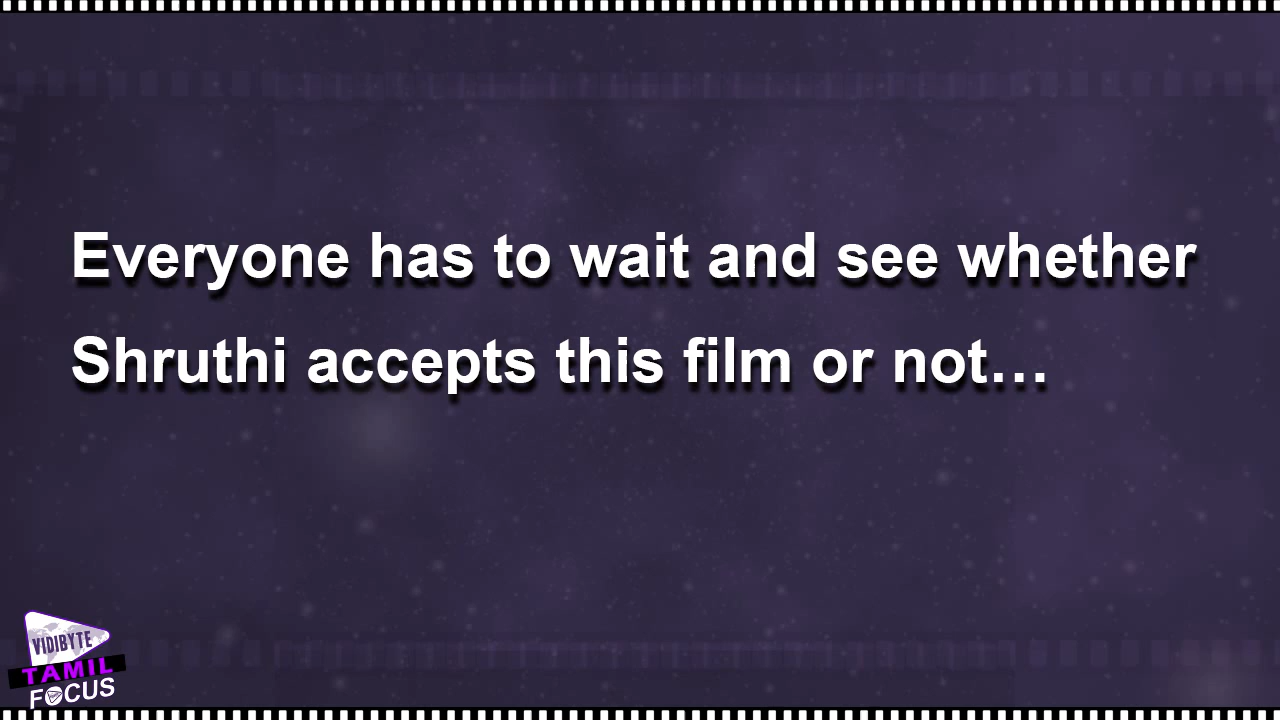 Everyone has to wait and see whether
Shruthi accepts this film or not…
VIDIBYTE
TAMIL
FOCUS